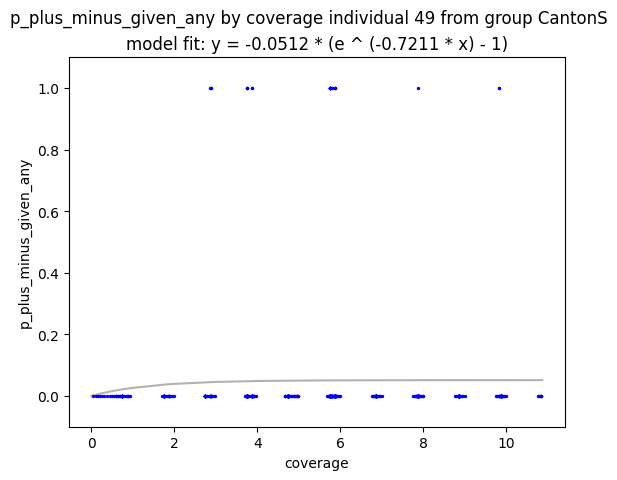 p_plus_minus_given_any by coverage individual 49 from group CantonS
model fit: y = -0.0512 * (e ^ (-0.7211 * x) - 1)
1.0
0.8
0.6
0.4
0.2
0.0
p_plus_minus_given_any
0 2 4 6 8 10
coverage